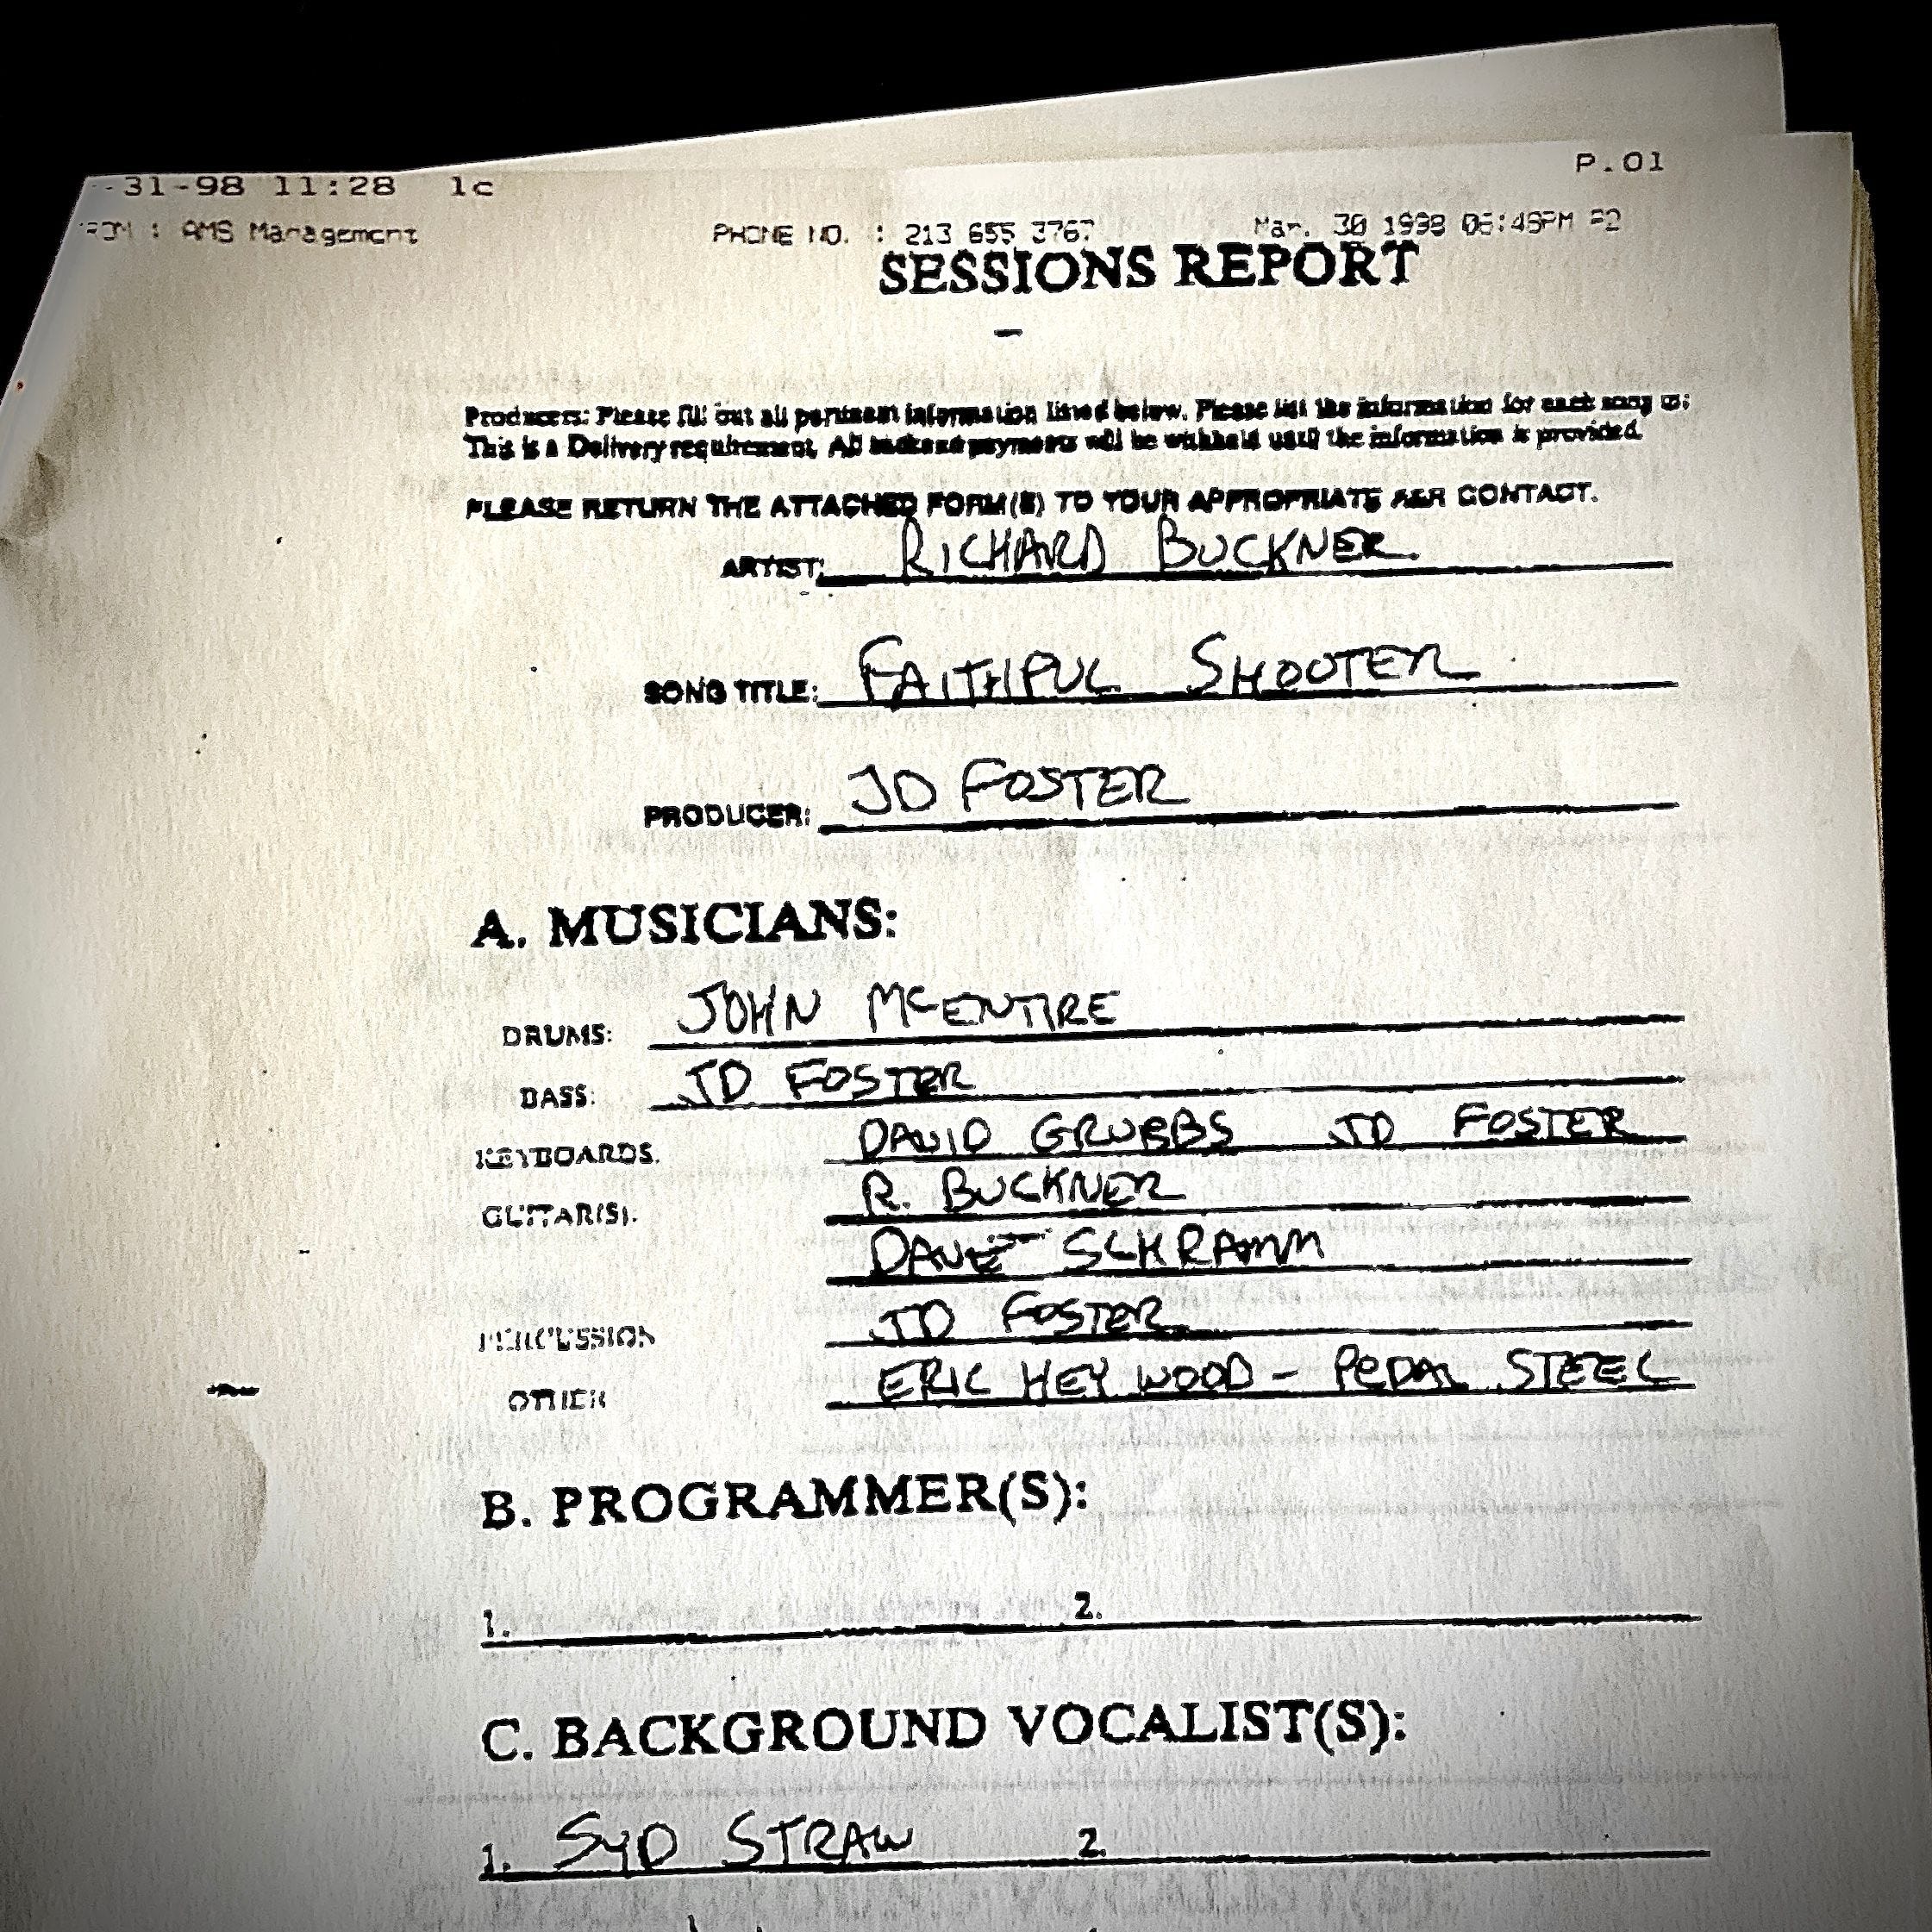 -31-98 11:28 1c P.01
: AMS Management PHONE NO. : 213 655 3767 Mar. 30 1998 06:46PM P2
SESSIONS REPORT
Producers: Please fill out all pertinent information listed below. Please list the information for each song
This is a Delivery requirement. All backend payments will be withheld until the information is provided.
PLEASE RETURN THE ATTACHED FORM(S) TO YOUR APPROPRIATE A&R CONTACT.
ARTIST: RICHARD BUCKNER
SONG TITLE: FAITHFUL SHOOTER
PRODUCER: JD FOSTER
A. MUSICIANS:
DRUMS: JOHN MCENTIRE
BASS: JD FOSTER
KEYBOARDS. DAVID GRUBBS JD FOSTER
GUITAR(S). R. BUCKNER
DAVE SCHRAMM
PERCUSSION JD FOSTER
OTHER ERIC HEYWOOD - PEDAL STEEL
B. PROGRAMMER(S):
1. 2.
C. BACKGROUND VOCALIST(S):
1. SYD STRAW 2.